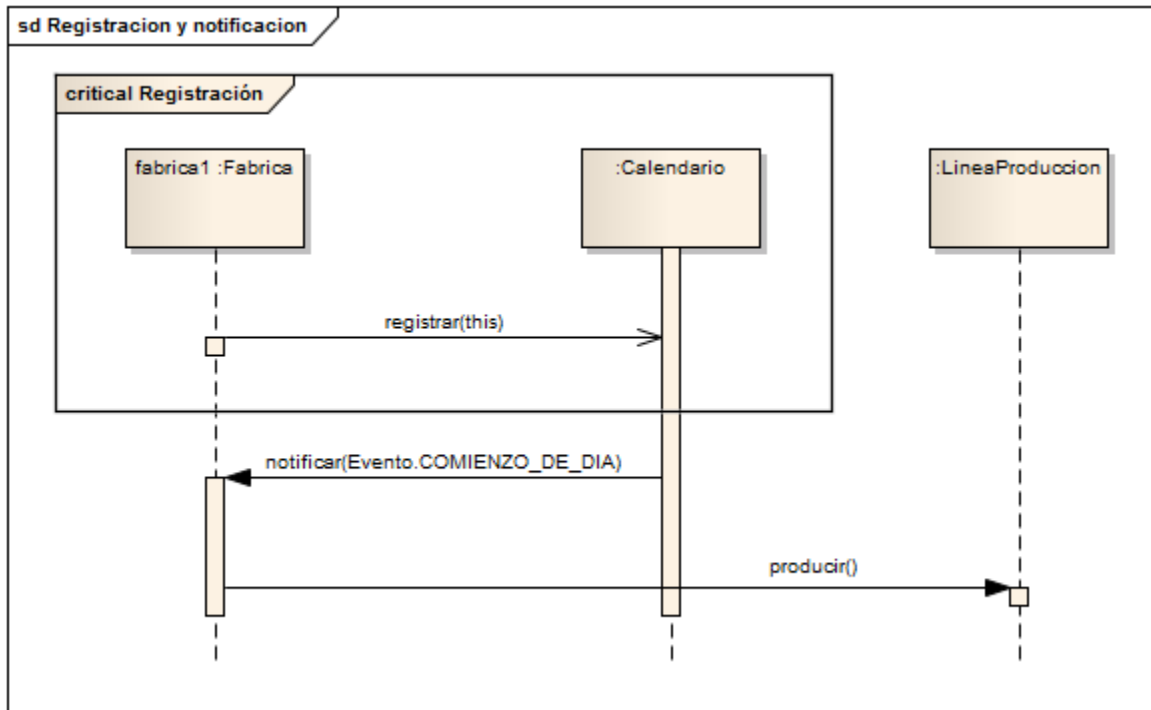 sd Registracion y notificacion
critical Registración
fabrica1 :Fabrica
:Calendario
:LineaProduccion
registrar(this)
notificar(Evento.COMIENZO_DE_DIA)
producir()